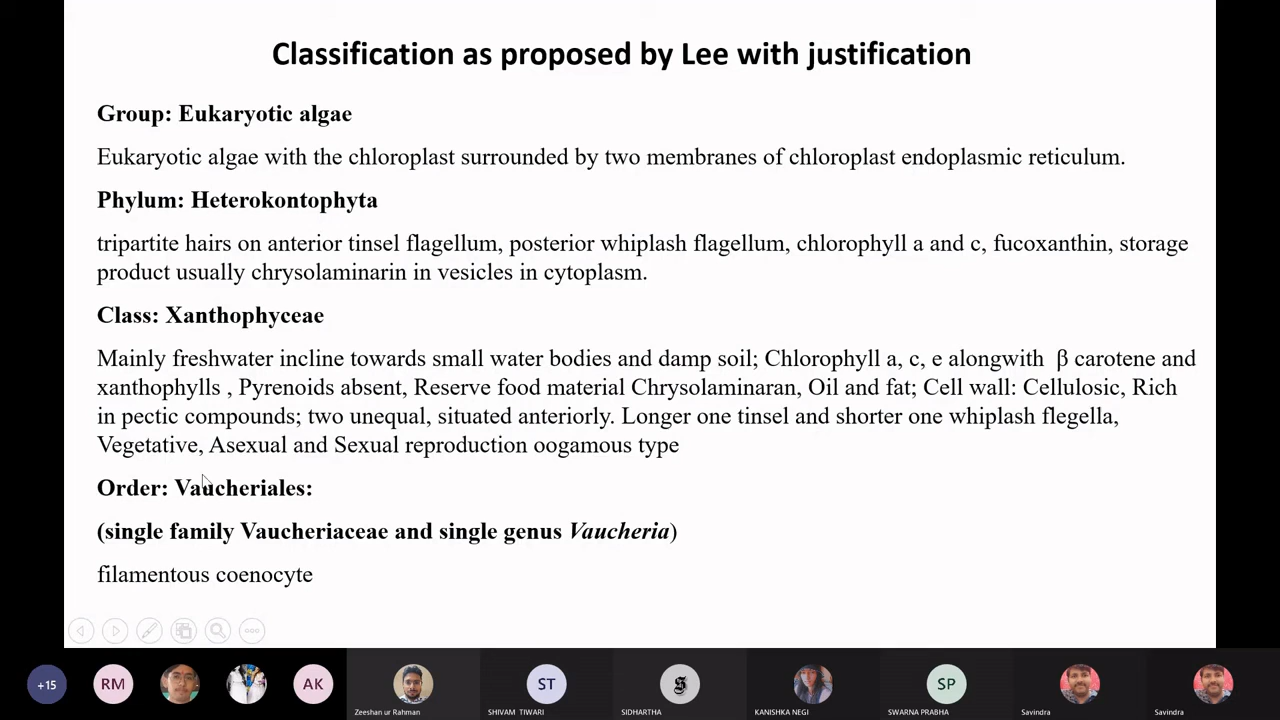 Classification as proposed by Lee with justification
Group: Eukaryotic algae
Eukaryotic algae with the chloroplast surrounded by two membranes of chloroplast endoplasmic reticulum.
Phylum: Heterokontophyta
tripartite hairs on anterior tinsel flagellum, posterior whiplash flagellum, chlorophyll a and c, fucoxanthin, storage
product usually chrysolaminarin in vesicles in cytoplasm.
Class: Xanthophyceae
Mainly freshwater incline towards small water bodies and damp soil; Chlorophyll a, c, e alongwith β carotene and
xanthophylls , Pyrenoids absent, Reserve food material Chrysolaminaran, Oil and fat; Cell wall: Cellulosic, Rich
in pectic compounds; two unequal, situated anteriorly. Longer one tinsel and shorter one whiplash flegella,
Vegetative, Asexual and Sexual reproduction oogamous type
Order: Vaucheriales:
(single family Vaucheriaceae and single genus Vaucheria)
filamentous coenocyte
+15 RM AK ST S SP
Zeeshan ur Rahman SHIVAM TIWARI SIDHARTHA KANISHKA NEGI SWARNA PRABHA Savindra Savindra